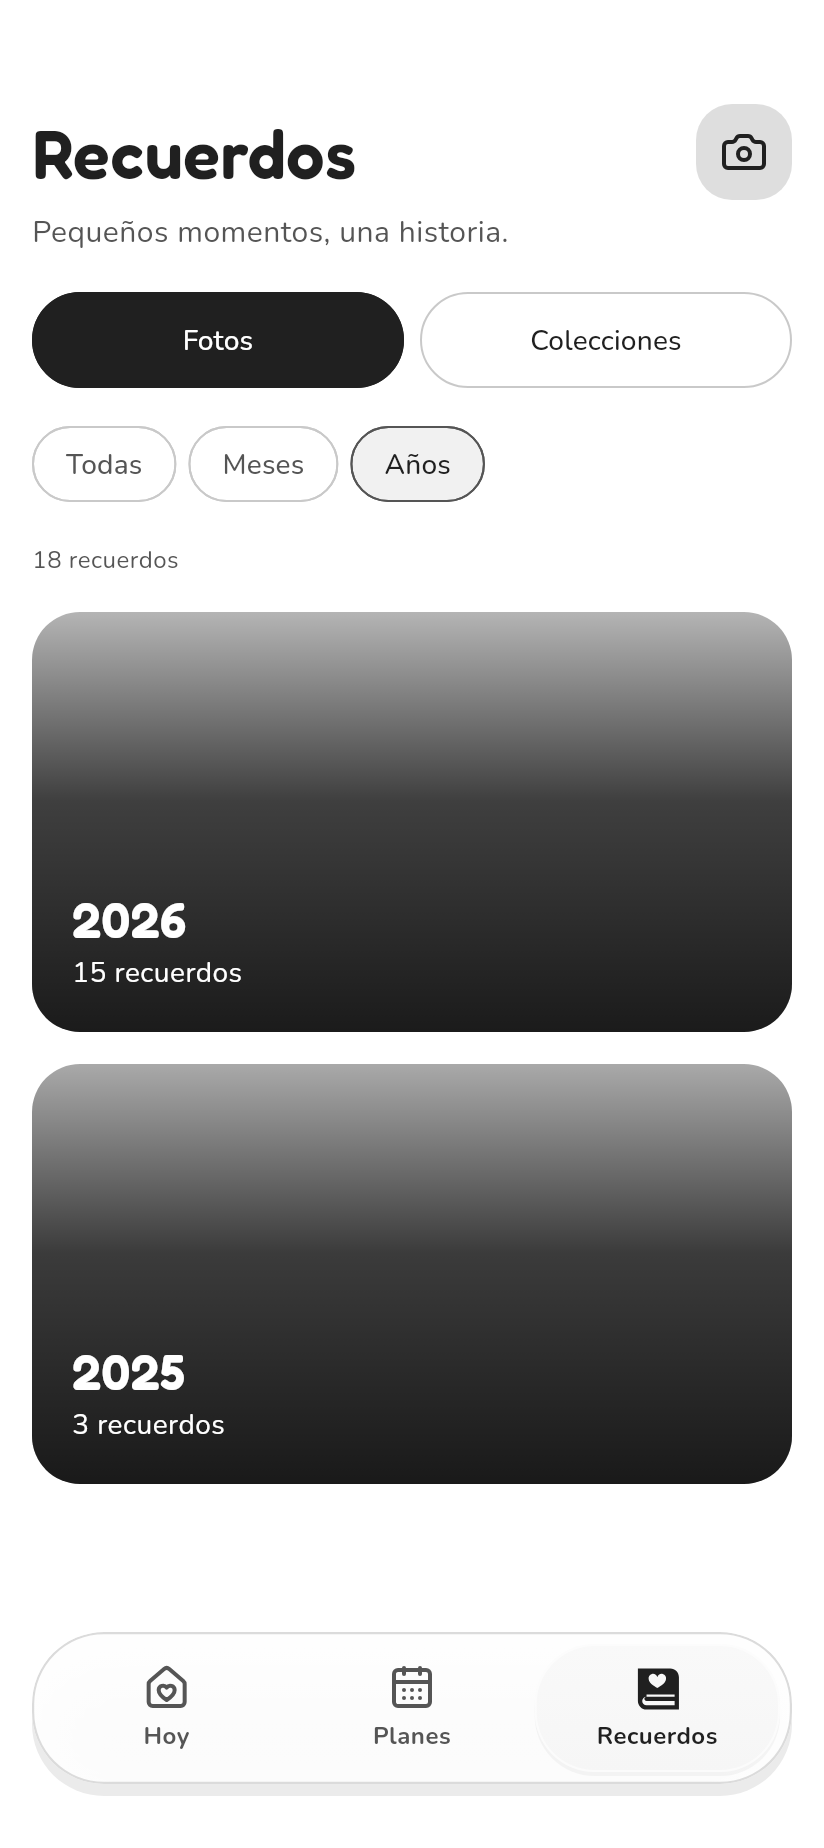 Recuerdos
Pequeños momentos, una historia.
Fotos
Colecciones
Todas
Meses
Años
18 recuerdos
2026
15 recuerdos
2025
3 recuerdos
Hoy
Planes
Recuerdos